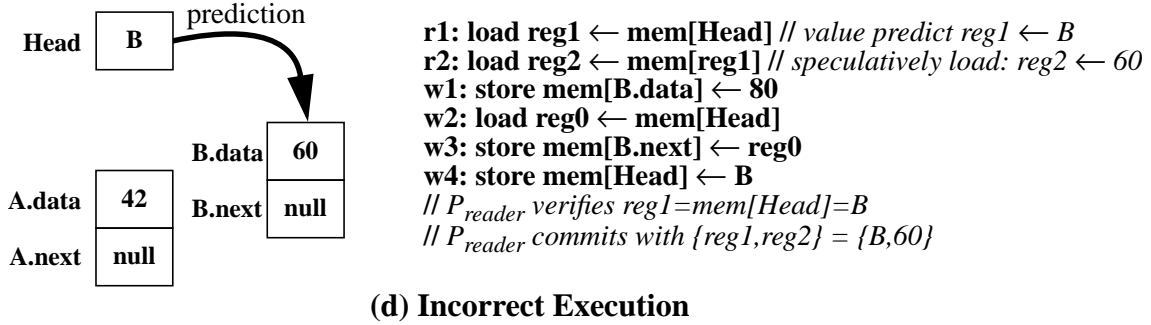 prediction
Head B
B.data 60
B.next null
A.data 42
A.next null
r1: load reg1 ← mem[Head] // value predict reg1 ← B
r2: load reg2 ← mem[reg1] // speculatively load: reg2 ← 60
w1: store mem[B.data] ← 80
w2: load reg0 ← mem[Head]
w3: store mem[B.next] ← reg0
w4: store mem[Head] ← B
// Preader verifies reg1=mem[Head]=B
// Preader commits with {reg1,reg2} = {B,60}
(d) Incorrect Execution